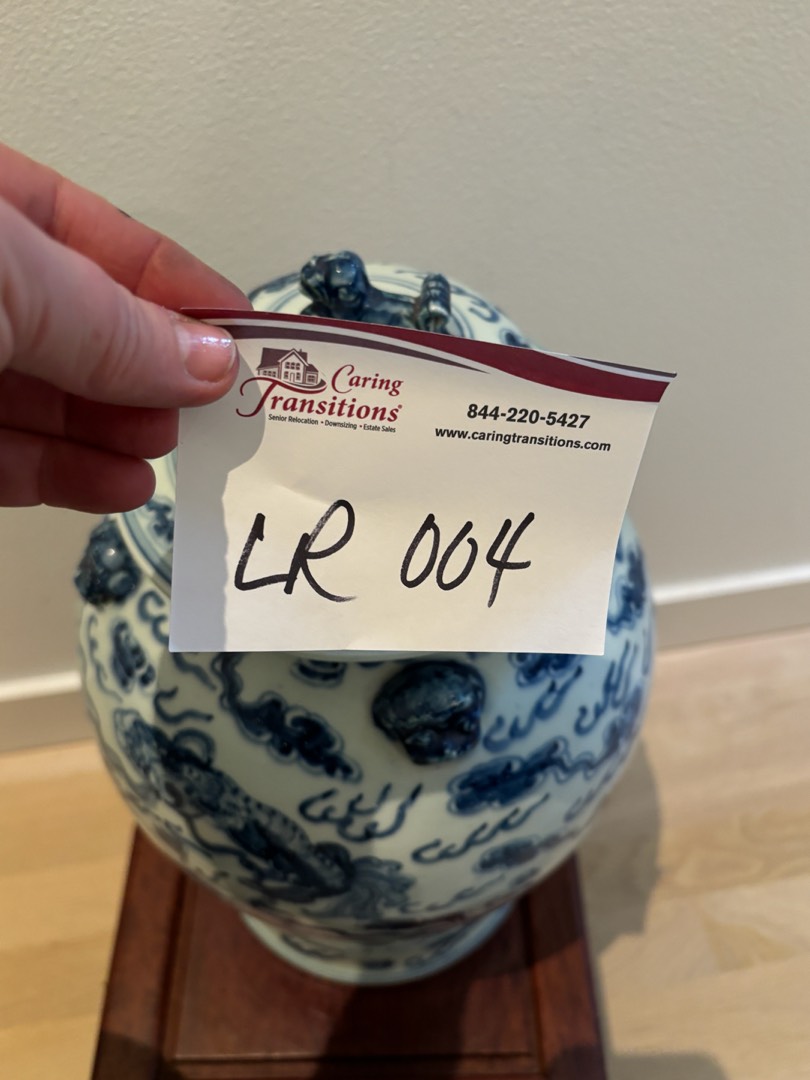 Caring
Transitions®
Senior Relocation • Downsizing • Estate Sales
844-220-5427
www.caringtransitions.com
LR 004